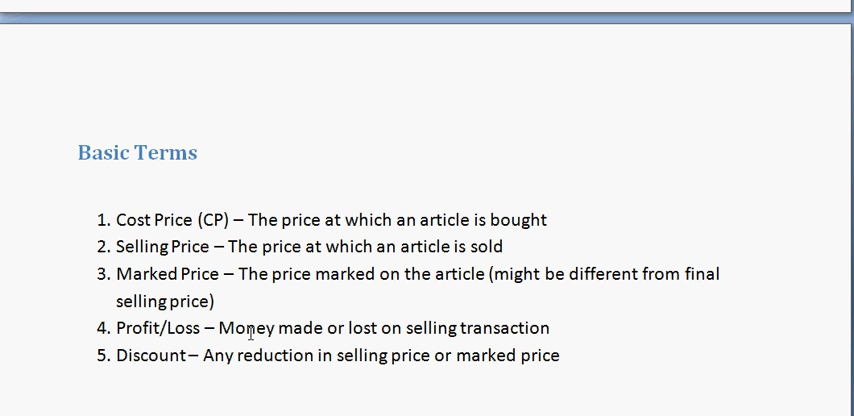 Basic Terms
1. Cost Price (CP) – The price at which an article is bought
2. Selling Price – The price at which an article is sold
3. Marked Price – The price marked on the article (might be different from final
selling price)
4. Profit/Loss – Money made or lost on selling transaction
5. Discount – Any reduction in selling price or marked price